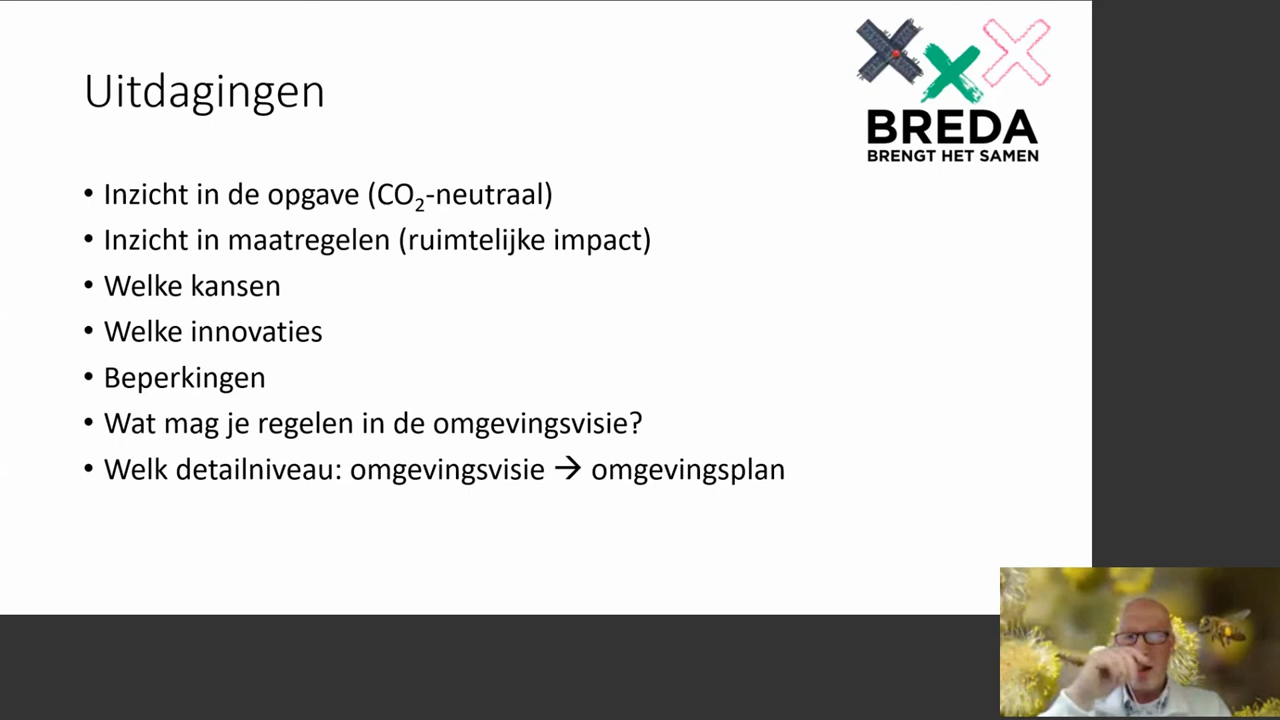 Uitdagingen
BREDA
BRENGT HET SAMEN
• Inzicht in de opgave (CO₂-neutraal)
• Inzicht in maatregelen (ruimtelijke impact)
• Welke kansen
• Welke innovaties
• Beperkingen
• Wat mag je regelen in de omgevingsvisie?
• Welk detailniveau: omgevingsvisie → omgevingsplan